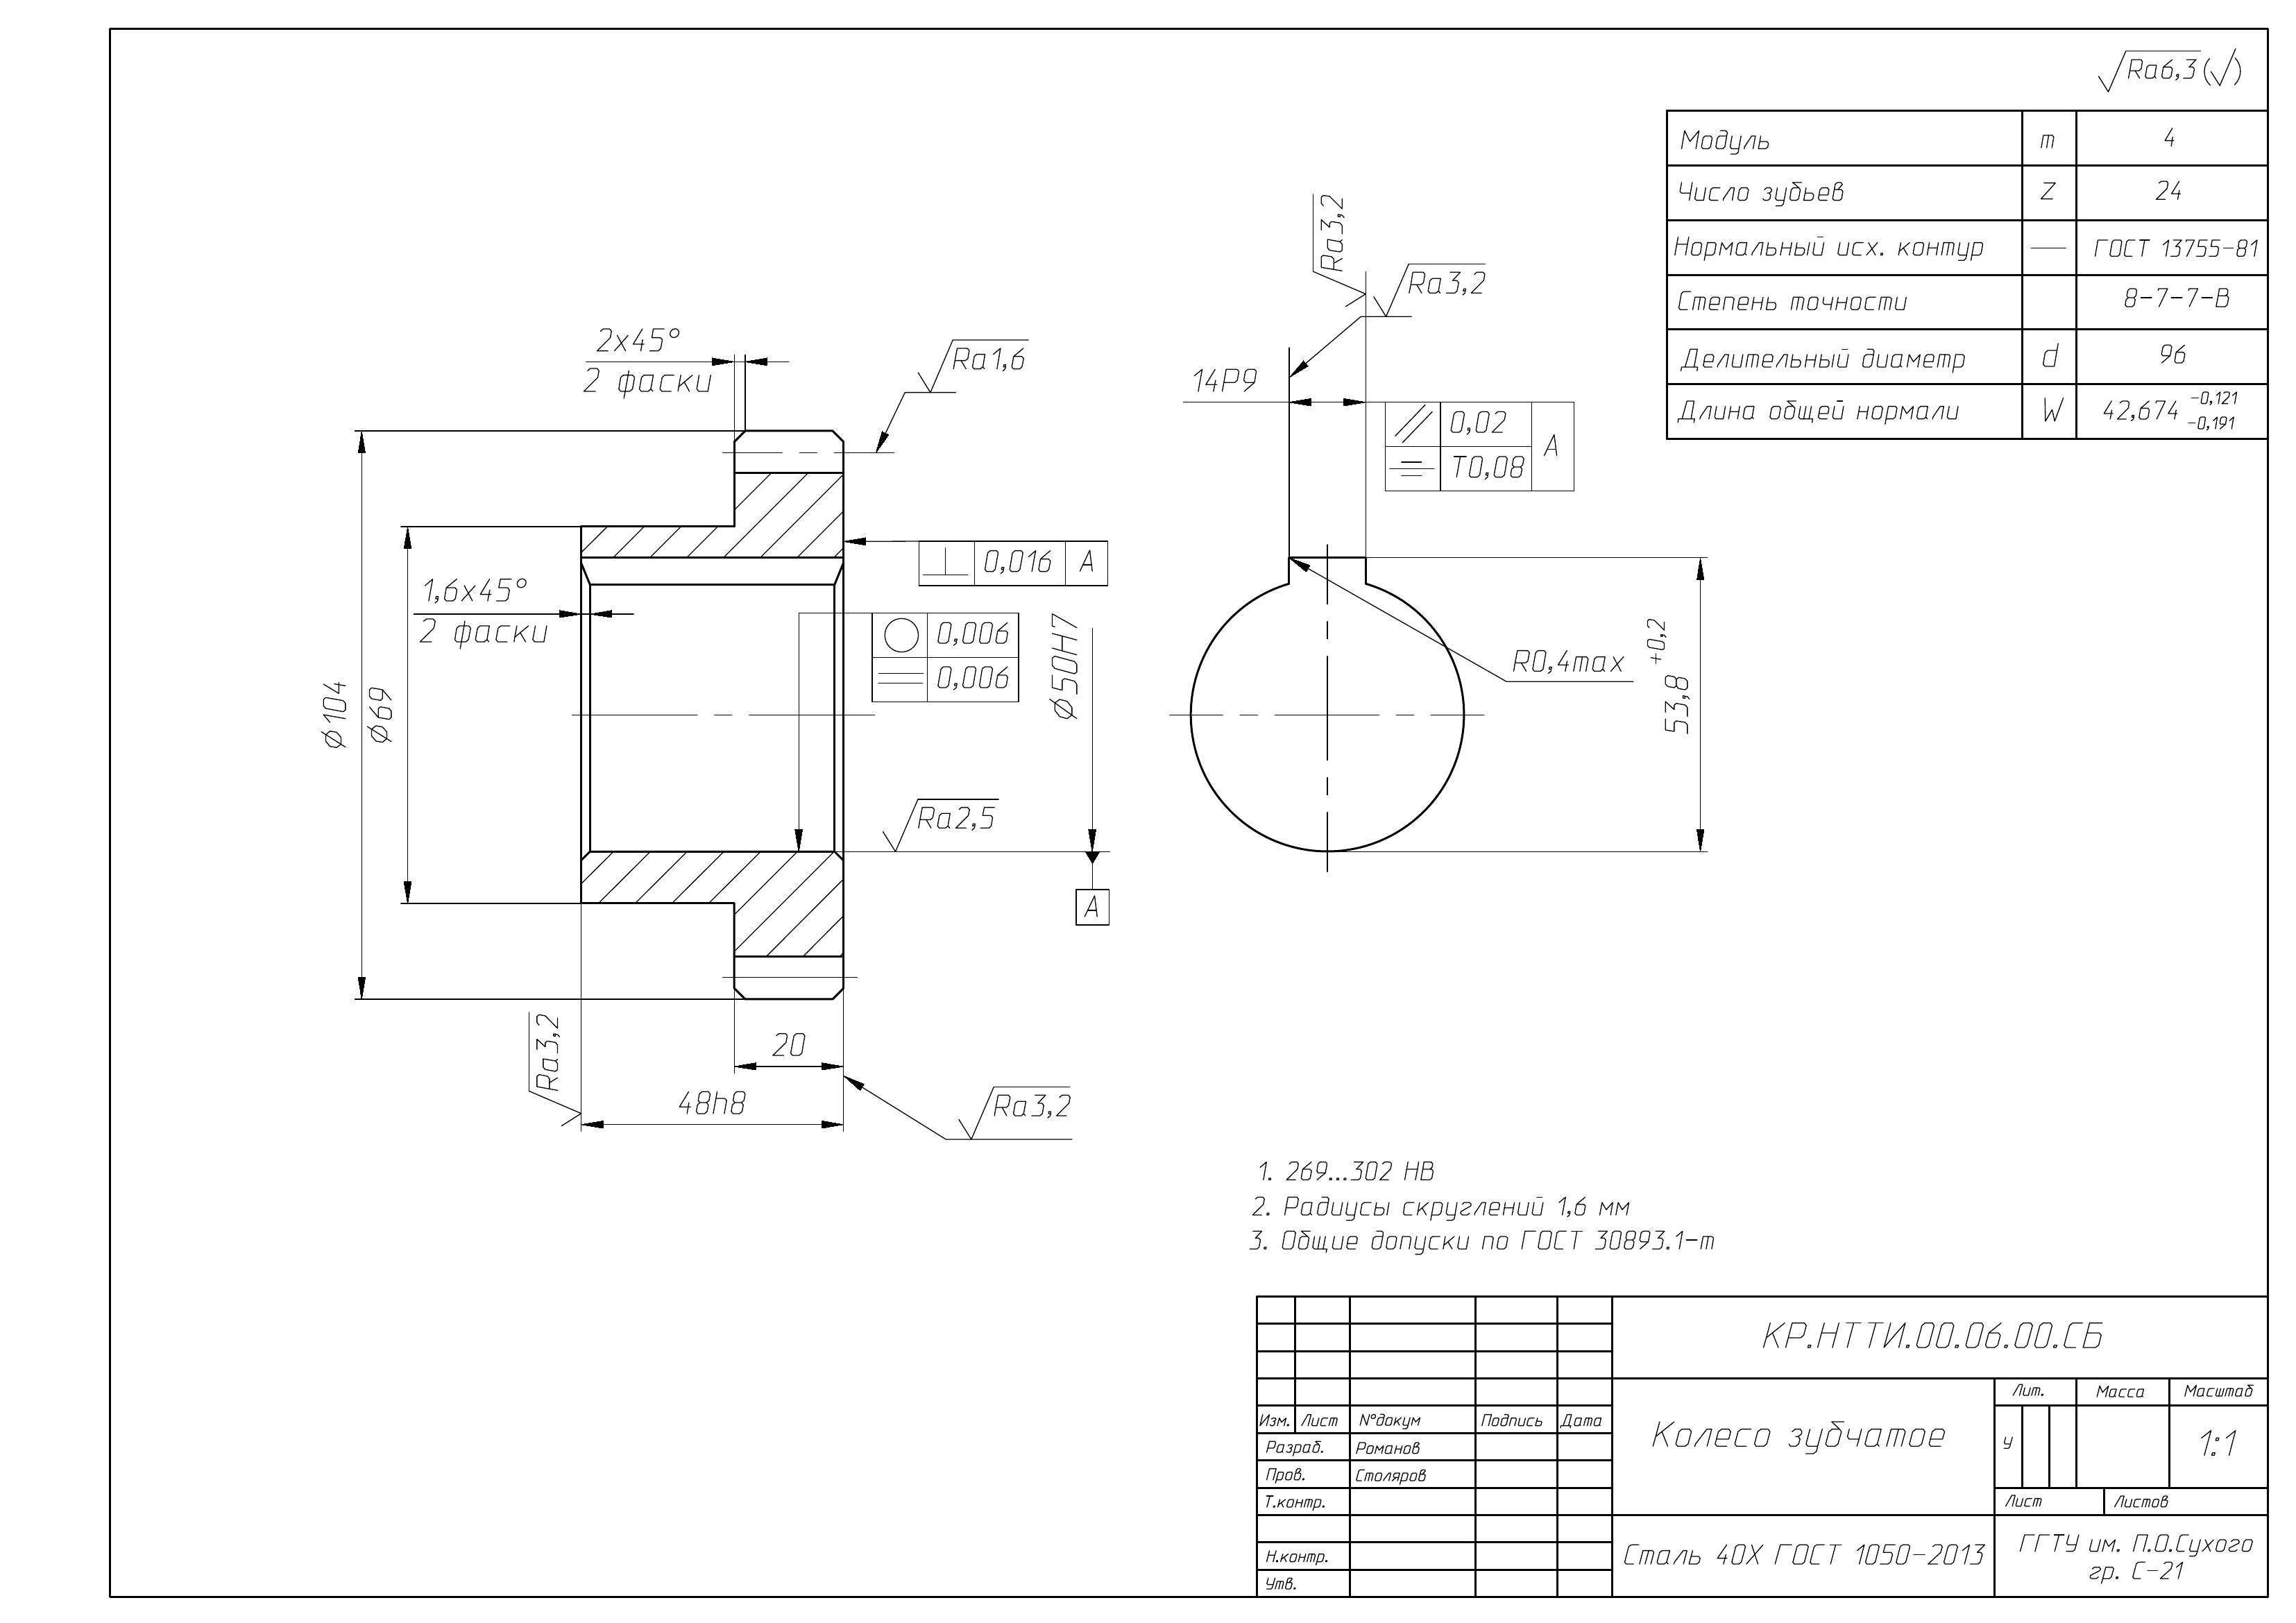 Ra6,3 (√)
Модуль m 4
Число зубьев Z 24
Нормальный исх. контур — ГОСТ 13755-81
Степень точности 8-7-7-В
Делительный диаметр d 96
Длина общей нормали W 42,674 -0,121 -0,191
2x45°
2 фаски
Ra1,6
1,6x45°
2 фаски
0,016 A
0,006
0,006
Ø104
Ø69
Ø50H7
Ra2,5
A
Ra3,2
20
48h8
Ra3,2
Ra3,2
Ra3,2
14P9
0,02
T0,08
A
R0,4max
53,8 +0,2
1. 269...302 НВ
2. Радиусы скруглений 1,6 мм
3. Общие допуски по ГОСТ 30893.1-m
КР.НТТИ.00.06.00.СБ
Колесо зубчатое
Лит. Масса Масштаб
у 1:1
Лист Листов
Изм. Лист №докум Подпись Дата
Разраб. Романов
Пров. Столяров
Т.контр.
Н.контр.
Утв.
Сталь 40Х ГОСТ 1050-2013
ГГТУ им. П.О.Сухого
гр. С-21